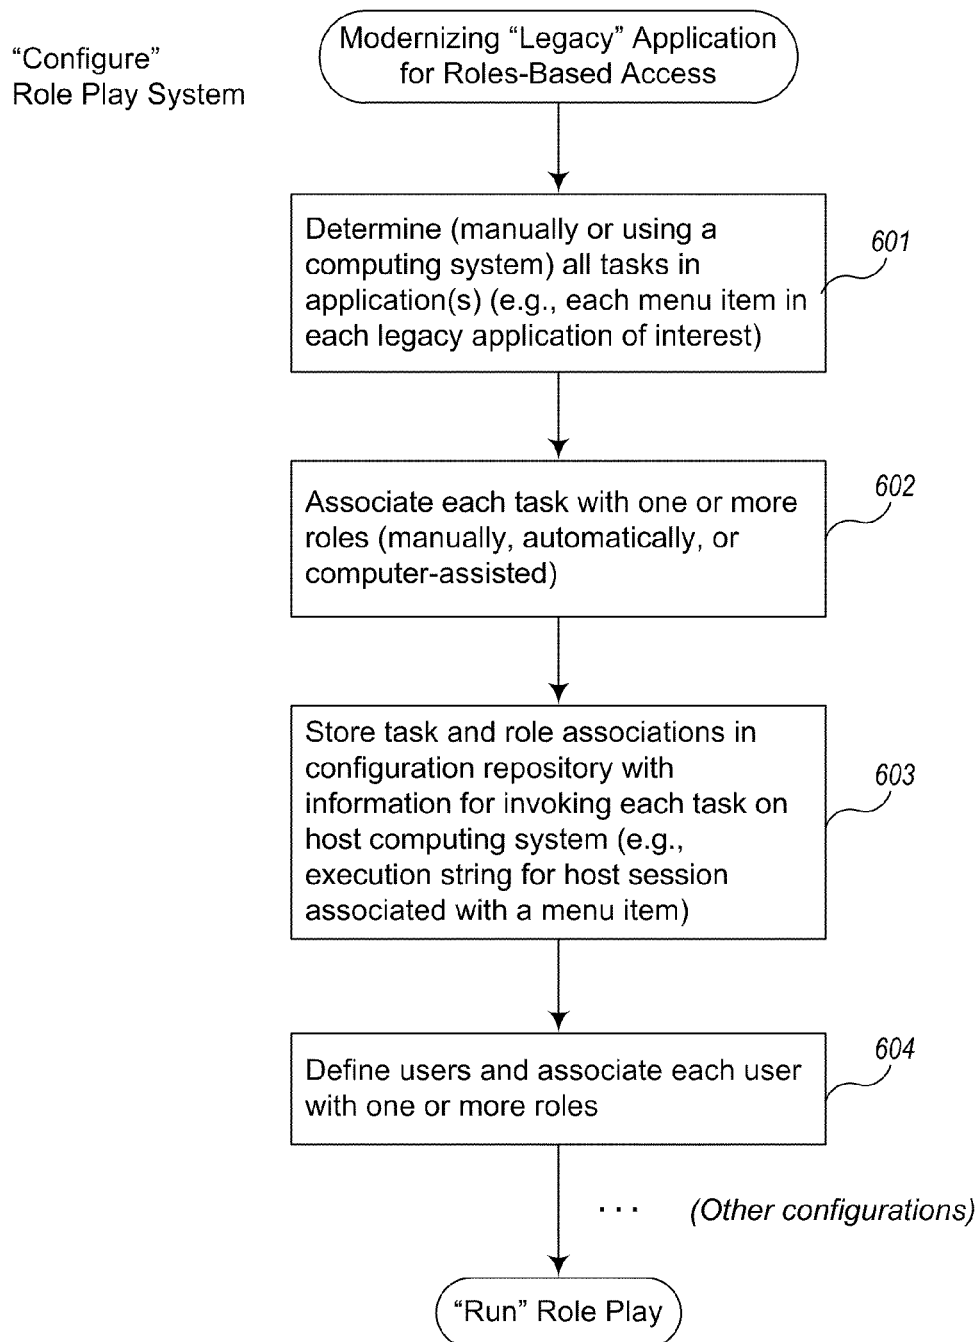 “Configure”
Role Play System
Modernizing “Legacy” Application
for Roles-Based Access
Determine (manually or using a
computing system) all tasks in
application(s) (e.g., each menu item in
each legacy application of interest)
601
Associate each task with one or more
roles (manually, automatically, or
computer-assisted)
602
Store task and role associations in
configuration repository with
information for invoking each task on
host computing system (e.g.,
execution string for host session
associated with a menu item)
603
Define users and associate each user
with one or more roles
604
... (Other configurations)
“Run” Role Play